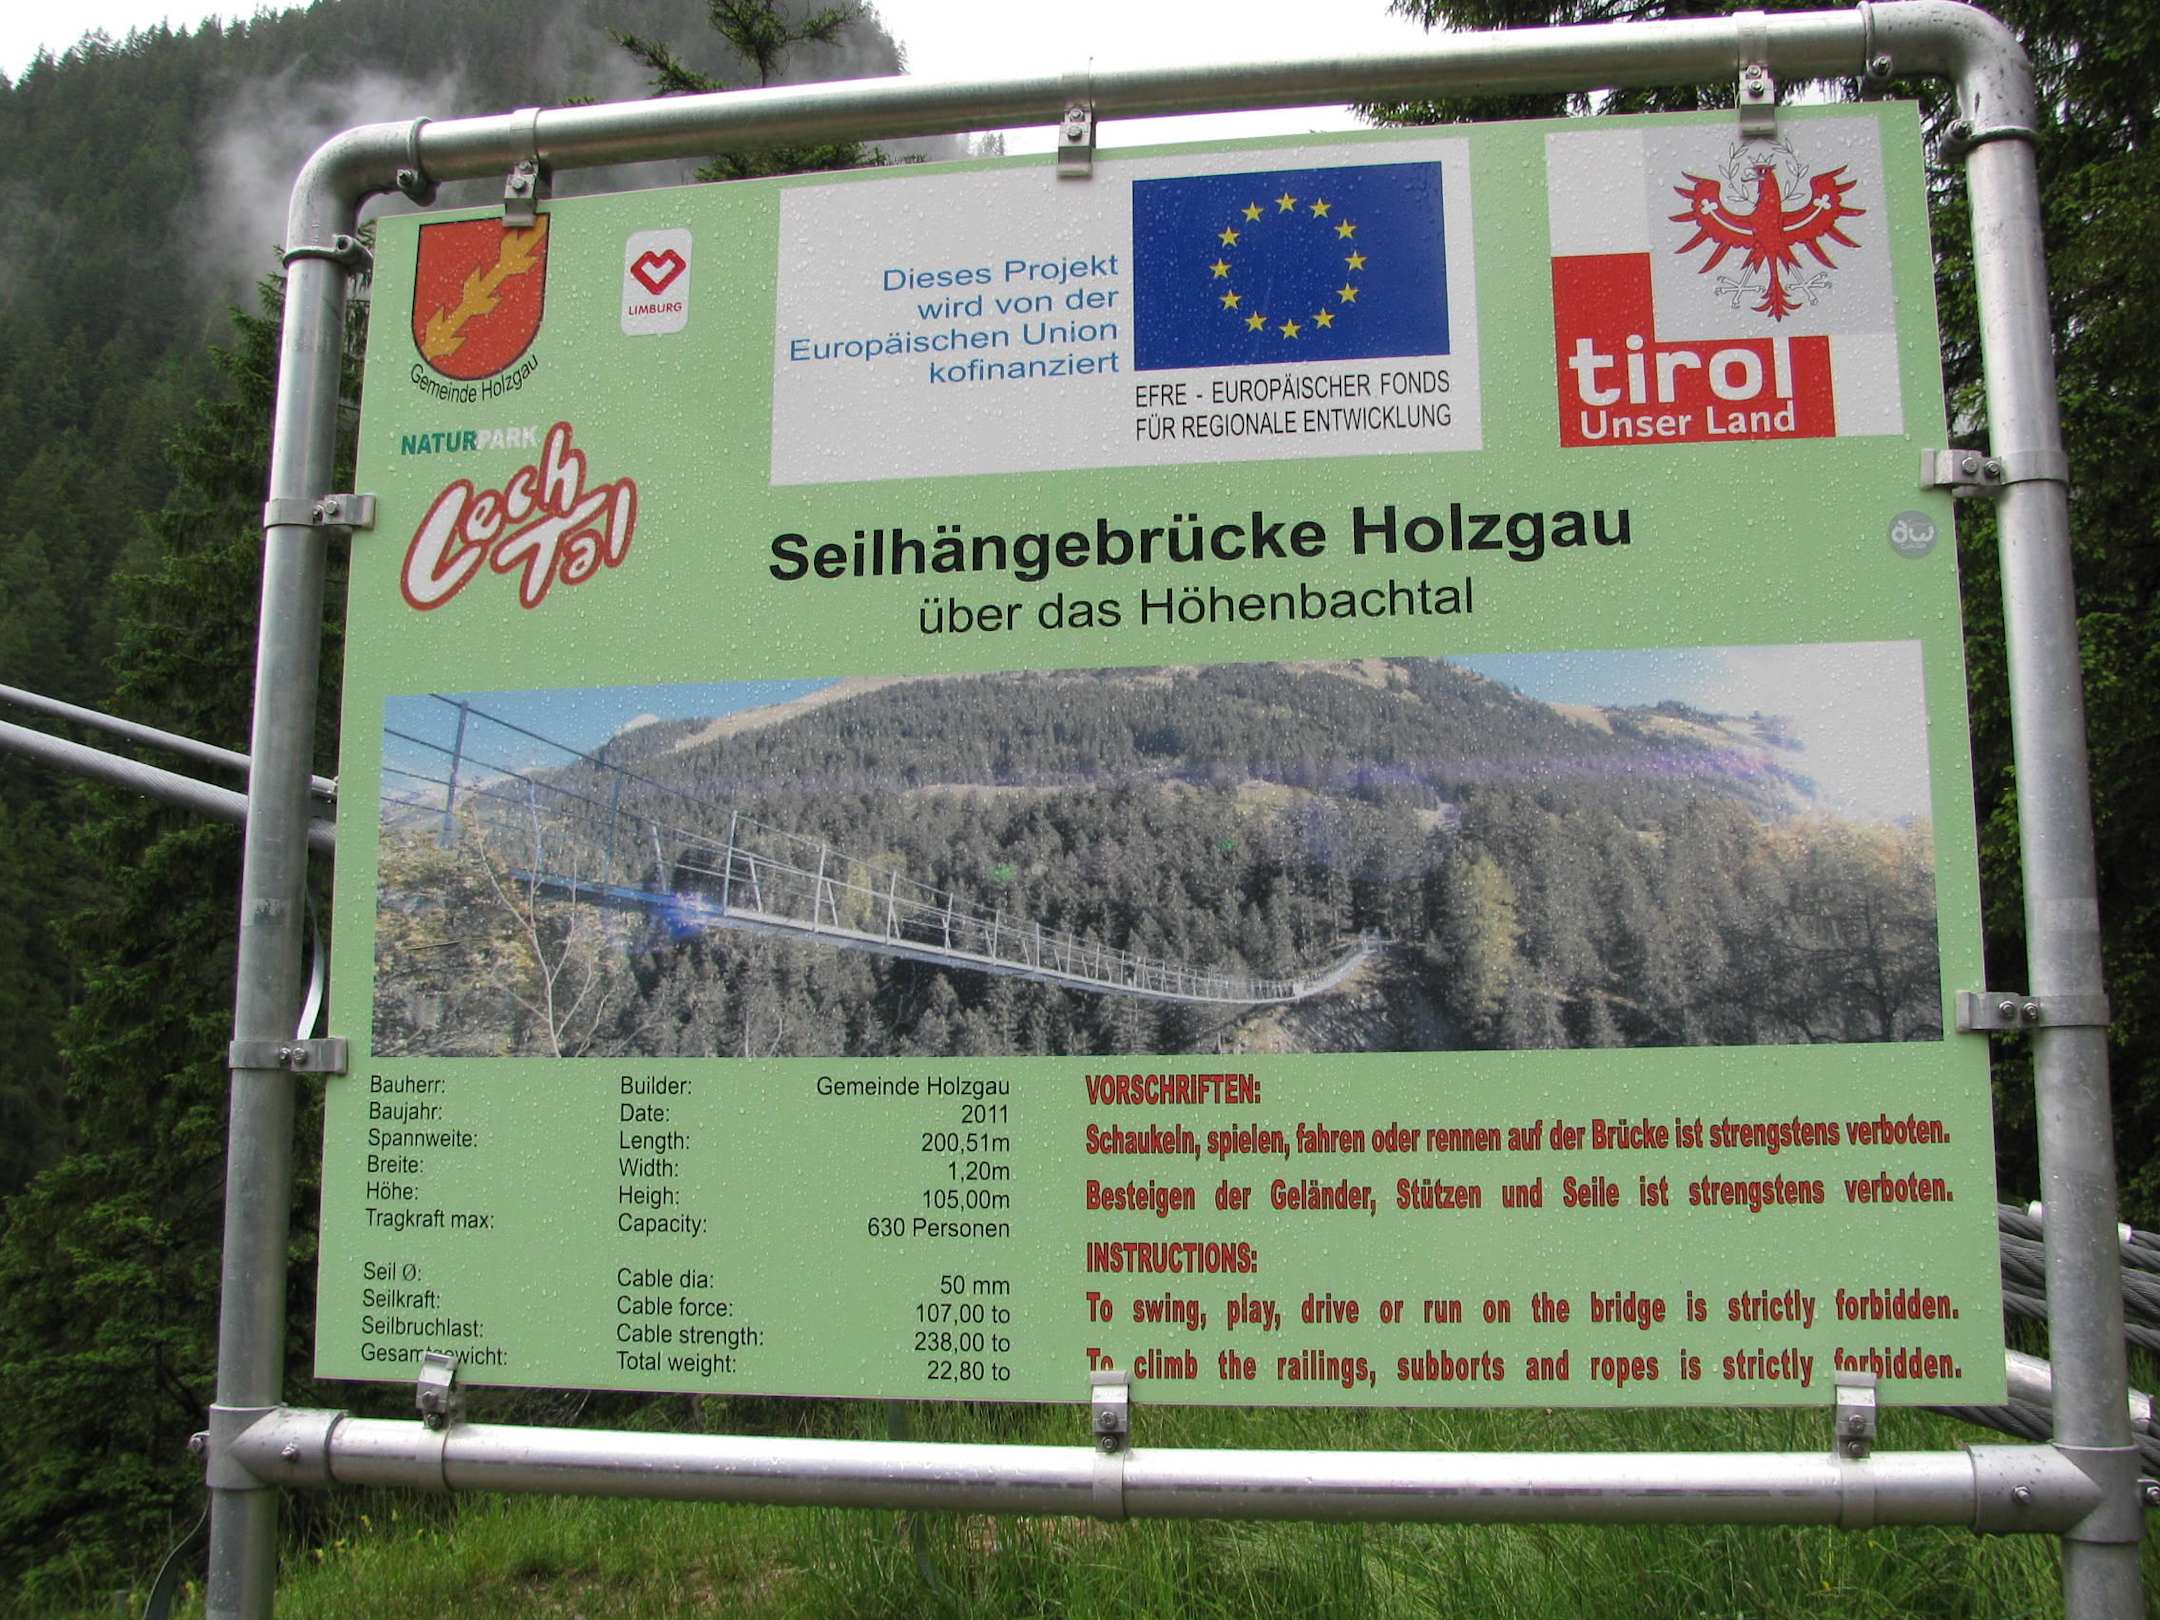 Gemeinde Holzgau
LIMBURG
Dieses Projekt
wird von der
Europäischen Union
kofinanziert
EFRE - EUROPÄISCHER FONDS
FÜR REGIONALE ENTWICKLUNG
tirol
Unser Land
NATURPARK
Lech
Tal
Seilhängebrücke Holzgau
über das Höhenbachtal
Bauherr: Builder: Gemeinde Holzgau
Baujahr: Date: 2011
Spannweite: Length: 200,51m
Breite: Width: 1,20m
Höhe: Heigh: 105,00m
Tragkraft max: Capacity: 630 Personen
Seil Ø: Cable dia: 50 mm
Seilkraft: Cable force: 107,00 to
Seilbruchlast: Cable strength: 238,00 to
Gesamtgewicht: Total weight: 22,80 to
VORSCHRIFTEN:
Schaukeln, spielen, fahren oder rennen auf der Brücke ist strengstens verboten.
Besteigen der Geländer, Stützen und Seile ist strengstens verboten.
INSTRUCTIONS:
To swing, play, drive or run on the bridge is strictly forbidden.
To climb the railings, subborts and ropes is strictly forbidden.